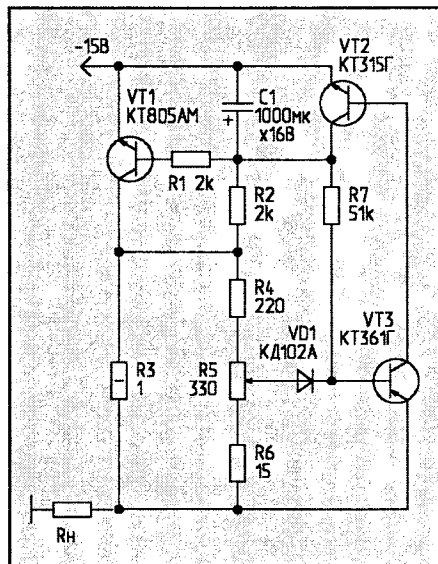 -15В
VT1
КТ805АМ
C1
1000мк
x16В
+
VT2
КТ315Г
R1 2k
R2
2k
R7
51k
R4
220
VD1
КД102А
VT3
КТ361Г
R3
1
R5
330
R6
15
Rн